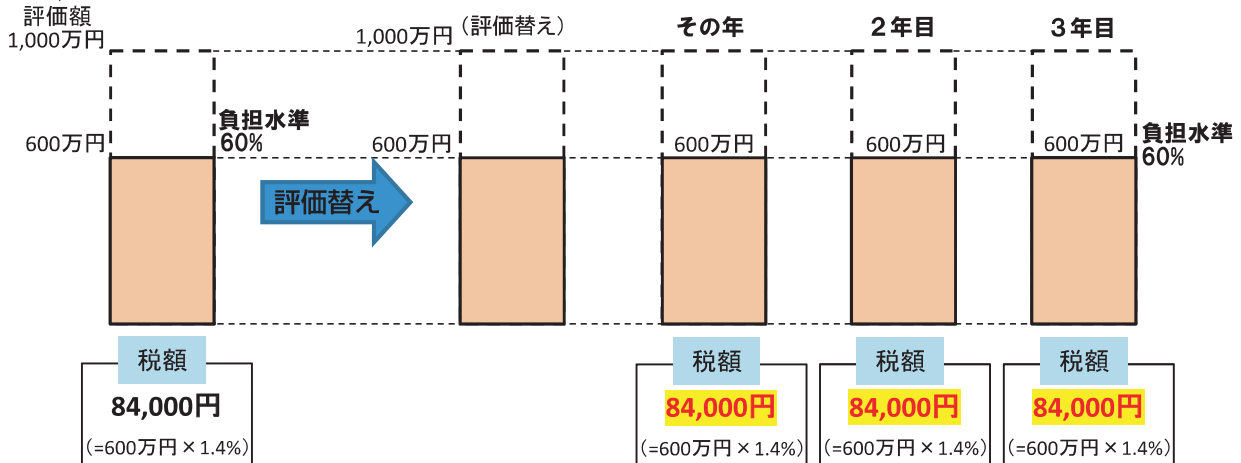 評価額
1,000万円
1,000万円
(評価替え)
その年
2年目
3年目
負担水準
60%
600万円
600万円
600万円
600万円
600万円
負担水準
60%
評価替え
税額
84,000円
(=600万円×1.4%)
税額
84,000円
(=600万円×1.4%)
税額
84,000円
(=600万円×1.4%)
税額
84,000円
(=600万円×1.4%)